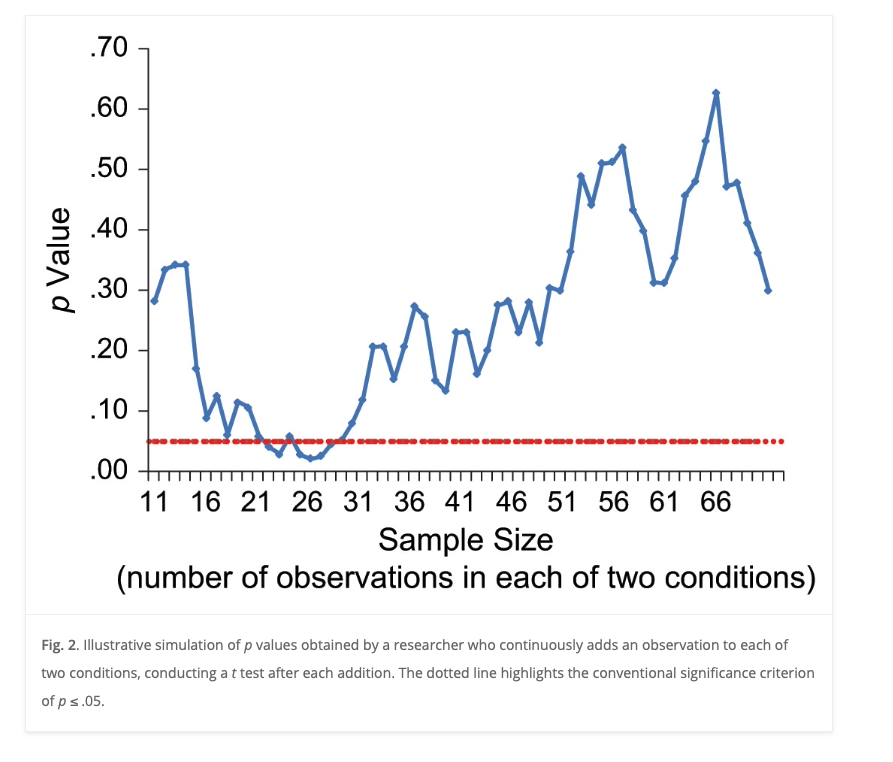 .70
.60
.50
.40
.30
.20
.10
.00
p Value
11 16 21 26 31 36 41 46 51 56 61 66
Sample Size
(number of observations in each of two conditions)
Fig. 2. Illustrative simulation of p values obtained by a researcher who continuously adds an observation to each of
two conditions, conducting a t test after each addition. The dotted line highlights the conventional significance criterion
of p ≤ .05.